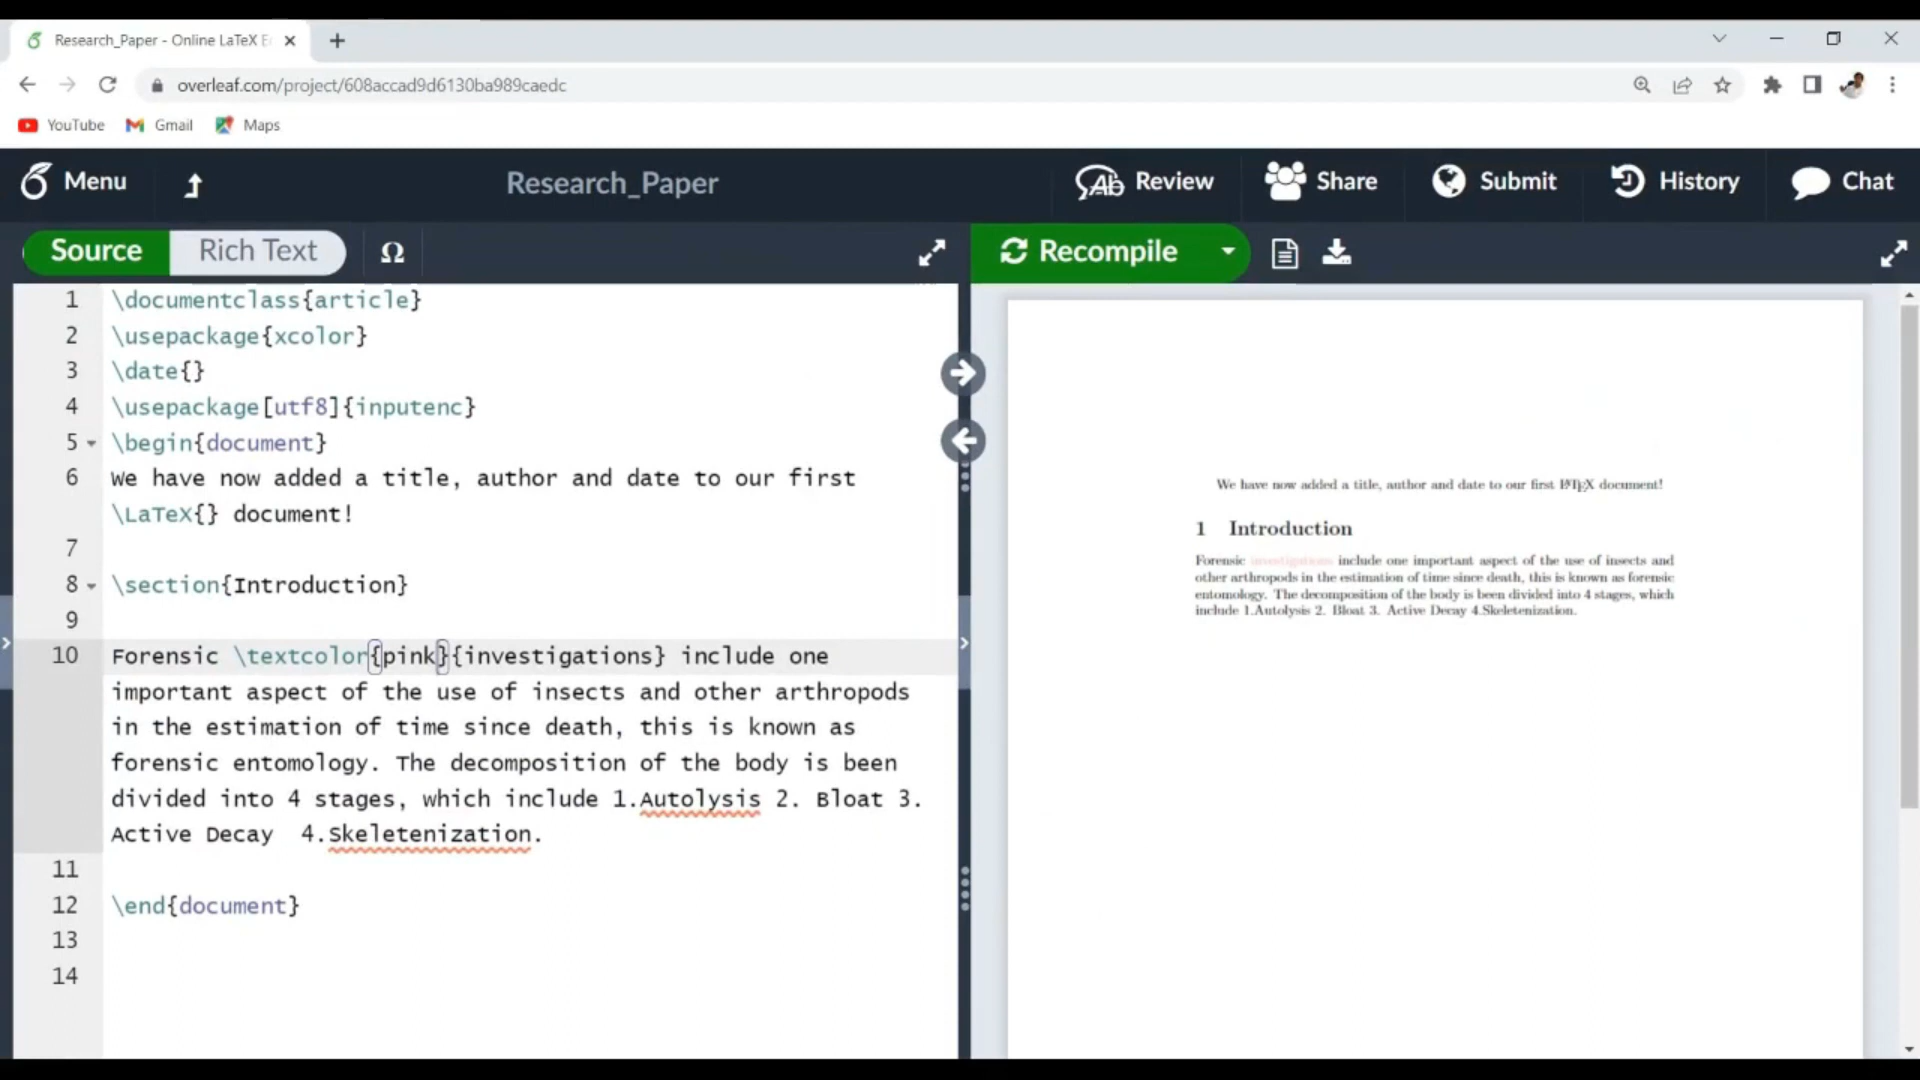 Research_Paper - Online LaTeX E
overleaf.com/project/608accad9d6130ba989caedc
YouTube Gmail Maps
Menu Research_Paper Review Share Submit History Chat
Source Rich Text Ω Recompile
1 \documentclass{article}
2 \usepackage{xcolor}
3 \date{}
4 \usepackage[utf8]{inputenc}
5 \begin{document}
6 We have now added a title, author and date to our first
\LaTeX{} document!
7
8 \section{Introduction}
9
10 Forensic \textcolor{pink}{investigations} include one
important aspect of the use of insects and other arthropods
in the estimation of time since death, this is known as
forensic entomology. The decomposition of the body is been
divided into 4 stages, which include 1.Autolysis 2. Bloat 3.
Active Decay  4.Skeletenization.
11
12 \end{document}
13
14
We have now added a title, author and date to our first LATEX document!
1 Introduction
Forensic investigations include one important aspect of the use of insects and
other arthropods in the estimation of time since death, this is known as forensic
entomology. The decomposition of the body is been divided into 4 stages, which
include 1.Autolysis 2. Bloat 3. Active Decay 4.Skeletenization.